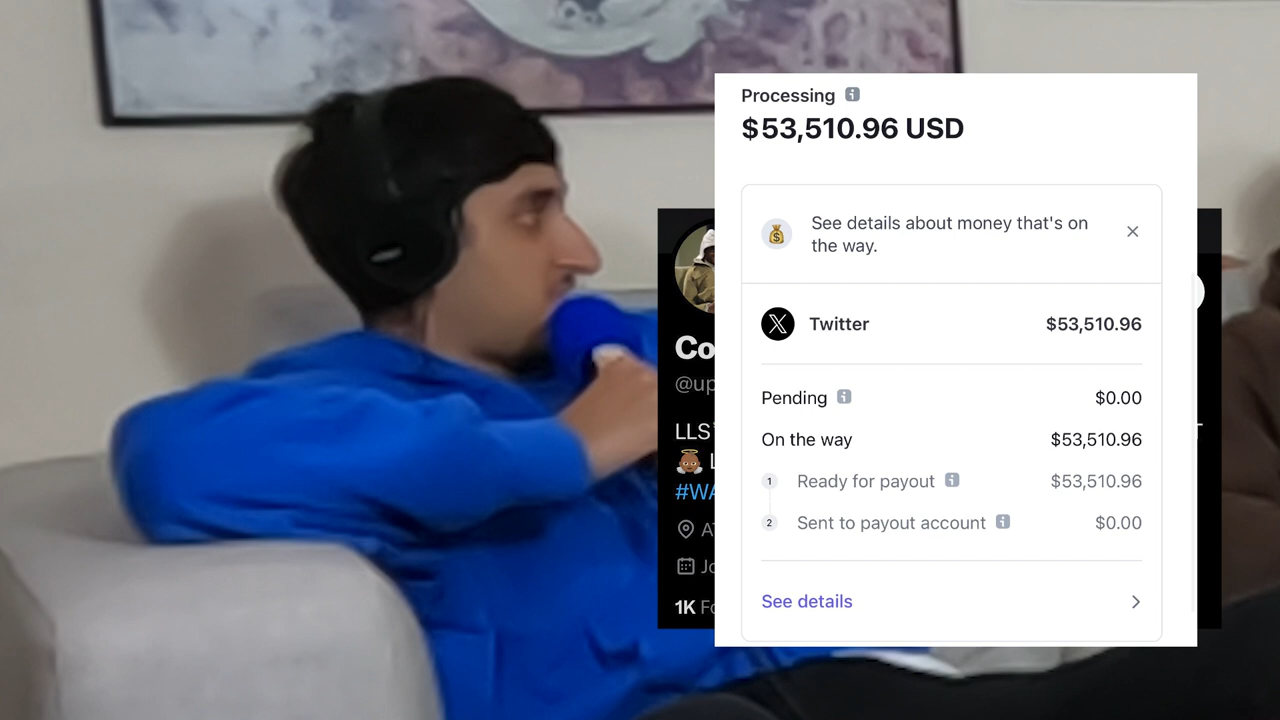 Processing
$53,510.96 USD
See details about money that's on
the way.
Twitter
$53,510.96
Pending
$0.00
On the way
$53,510.96
1
Ready for payout
$53,510.96
2
Sent to payout account
$0.00
See details
Co
@up
LLS
L
#WA
A
Jo
1K Fo